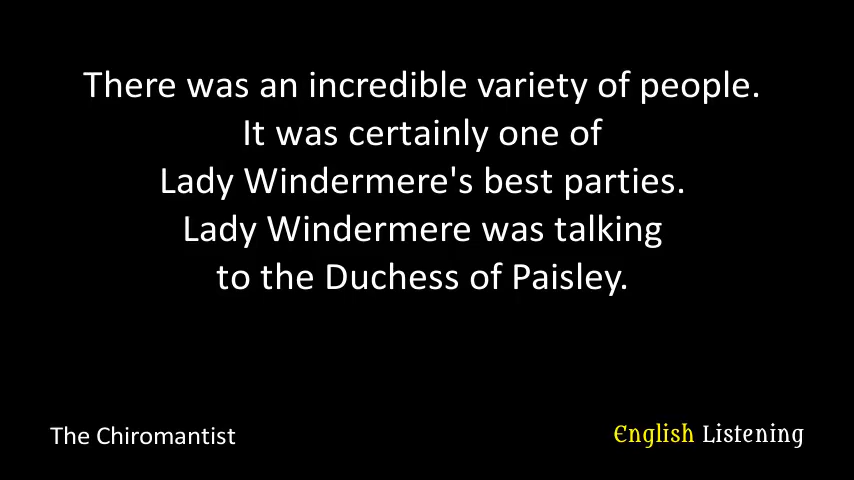 There was an incredible variety of people.
It was certainly one of
Lady Windermere's best parties.
Lady Windermere was talking
to the Duchess of Paisley.
The Chiromantist
English Listening